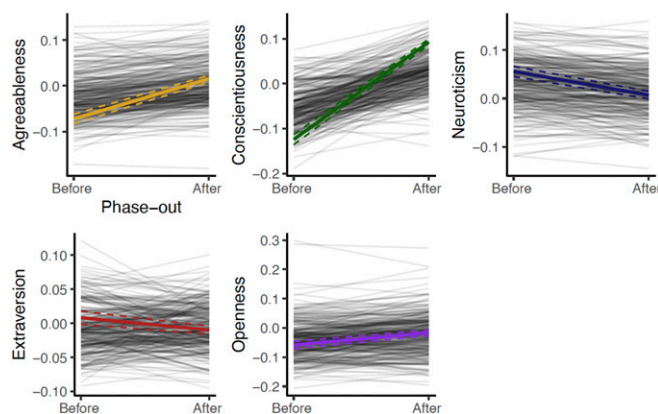 Agreeableness
0.1
0.0
−0.1
Before
After
Phase-out
Conscientiousness
0.1
0.0
−0.1
−0.2
Before
After
Neuroticism
0.1
0.0
−0.1
Before
After
Extraversion
0.10
0.05
0.00
−0.05
−0.10
Before
After
Openness
0.3
0.2
0.1
0.0
−0.1
−0.2
Before
After